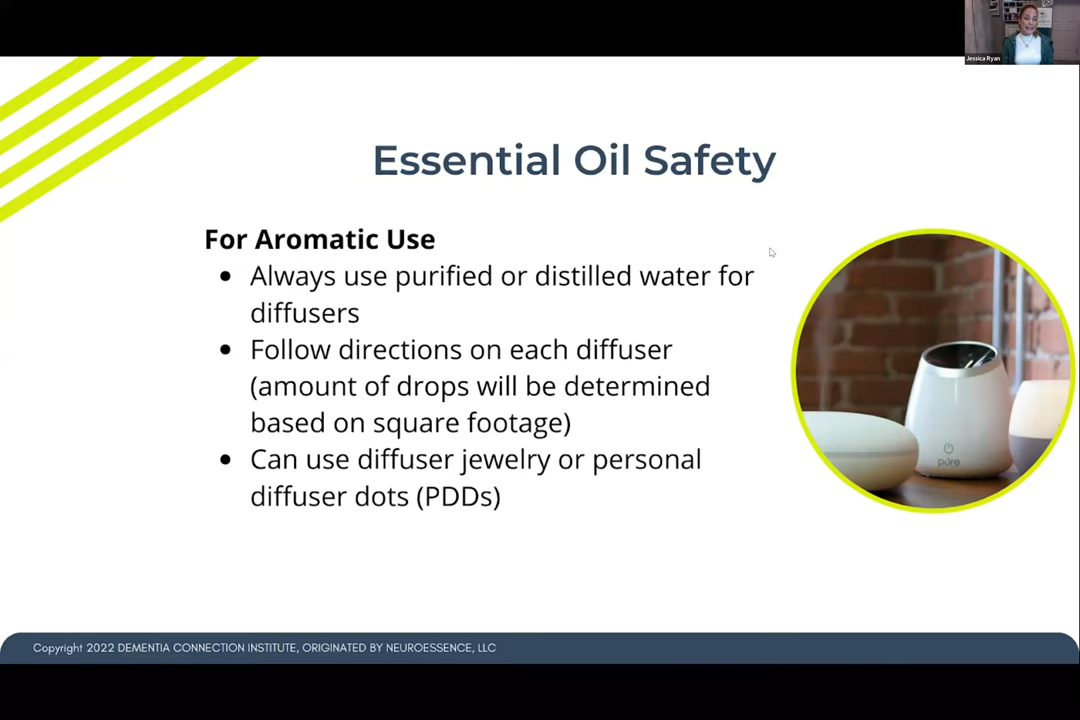 Jessica Ryan
Essential Oil Safety
For Aromatic Use
• Always use purified or distilled water for
diffusers
• Follow directions on each diffuser
(amount of drops will be determined
based on square footage)
• Can use diffuser jewelry or personal
diffuser dots (PDDs)
pūre
Copyright 2022 DEMENTIA CONNECTION INSTITUTE, ORIGINATED BY NEUROESSENCE, LLC